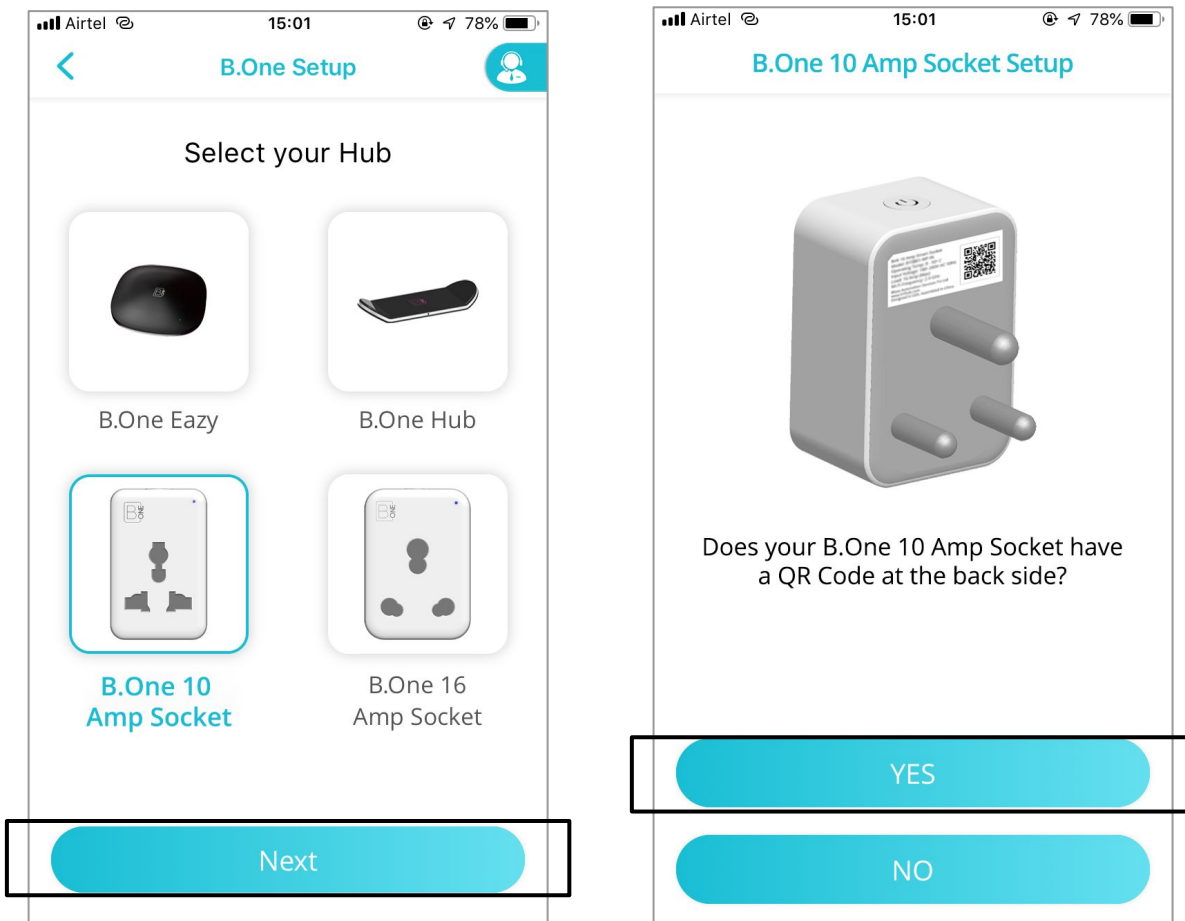 Airtel 15:01 78%
B.One Setup
Select your Hub
B.One Eazy B.One Hub
B ONE B ONE
B.One 10 B.One 16
Amp Socket Amp Socket
Next
Airtel 15:01 78%
B.One 10 Amp Socket Setup
Does your B.One 10 Amp Socket have
a QR Code at the back side?
YES
NO